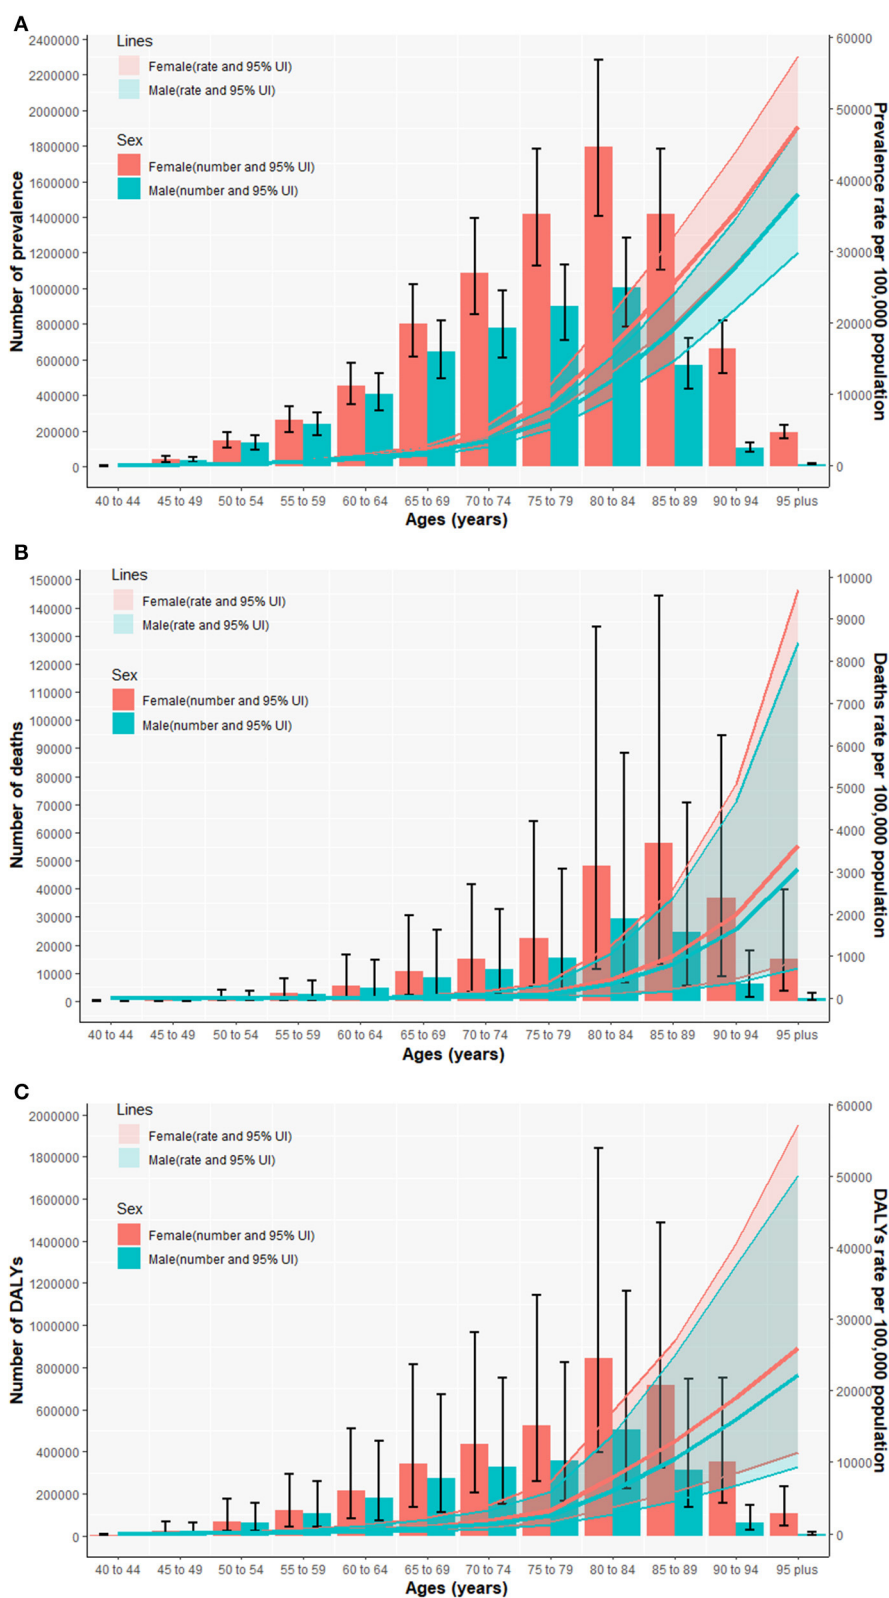 A
Lines
Female(rate and 95% UI)
Male(rate and 95% UI)
Sex
Female(number and 95% UI)
Male(number and 95% UI)
2400000
2200000
2000000
1800000
1600000
1400000
1200000
1000000
800000
600000
400000
200000
0
Number of prevalence
60000
50000
40000
30000
20000
10000
0
Prevalence rate per 100,000 population
40 to 44 45 to 49 50 to 54 55 to 59 60 to 64 65 to 69 70 to 74 75 to 79 80 to 84 85 to 89 90 to 94 95 plus
Ages (years)
B
Lines
Female(rate and 95% UI)
Male(rate and 95% UI)
Sex
Female(number and 95% UI)
Male(number and 95% UI)
150000
140000
130000
120000
110000
100000
90000
80000
70000
60000
50000
40000
30000
20000
10000
0
Number of deaths
10000
9000
8000
7000
6000
5000
4000
3000
2000
1000
0
Deaths rate per 100,000 population
40 to 44 45 to 49 50 to 54 55 to 59 60 to 64 65 to 69 70 to 74 75 to 79 80 to 84 85 to 89 90 to 94 95 plus
Ages (years)
C
Lines
Female(rate and 95% UI)
Male(rate and 95% UI)
Sex
Female(number and 95% UI)
Male(number and 95% UI)
2000000
1800000
1600000
1400000
1200000
1000000
800000
600000
400000
200000
0
Number of DALYs
60000
50000
40000
30000
20000
10000
0
DALYs rate per 100,000 population
40 to 44 45 to 49 50 to 54 55 to 59 60 to 64 65 to 69 70 to 74 75 to 79 80 to 84 85 to 89 90 to 94 95 plus
Ages (years)